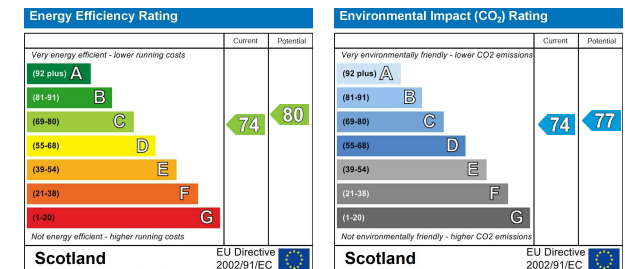 Energy Efficiency Rating
Current Potential
Very energy efficient - lower running costs
(92 plus) A
(81-91) B
(69-80) C
(55-68) D
(39-54) E
(21-38) F
(1-20) G
74
80
Not energy efficient - higher running costs
Scotland
EU Directive
2002/91/EC
Environmental Impact (CO₂) Rating
Current Potential
Very environmentally friendly - lower CO2 emissions
(92 plus) A
(81-91) B
(69-80) C
(55-68) D
(39-54) E
(21-38) F
(1-20) G
74
77
Not environmentally friendly - higher CO2 emissions
Scotland
EU Directive
2002/91/EC